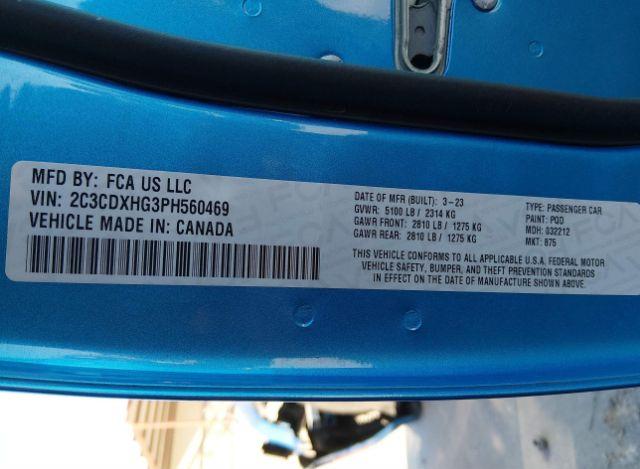 MFD BY: FCA US LLC
VIN: 2C3CDXHG3PH560469
VEHICLE MADE IN: CANADA
DATE OF MFR (BUILT): 3-23
GVWR: 5100 LB / 2314 KG
GAWR FRONT: 2810 LB / 1275 KG
GAWR REAR: 2810 LB / 1275 KG
TYPE: PASSENGER CAR
PAINT: PQD
MDH: 032212
MKT: 875
THIS VEHICLE CONFORMS TO ALL APPLICABLE U.S.A. FEDERAL MOTOR
VEHICLE SAFETY, BUMPER, AND THEFT PREVENTION STANDARDS
IN EFFECT ON THE DATE OF MANUFACTURE SHOWN ABOVE.